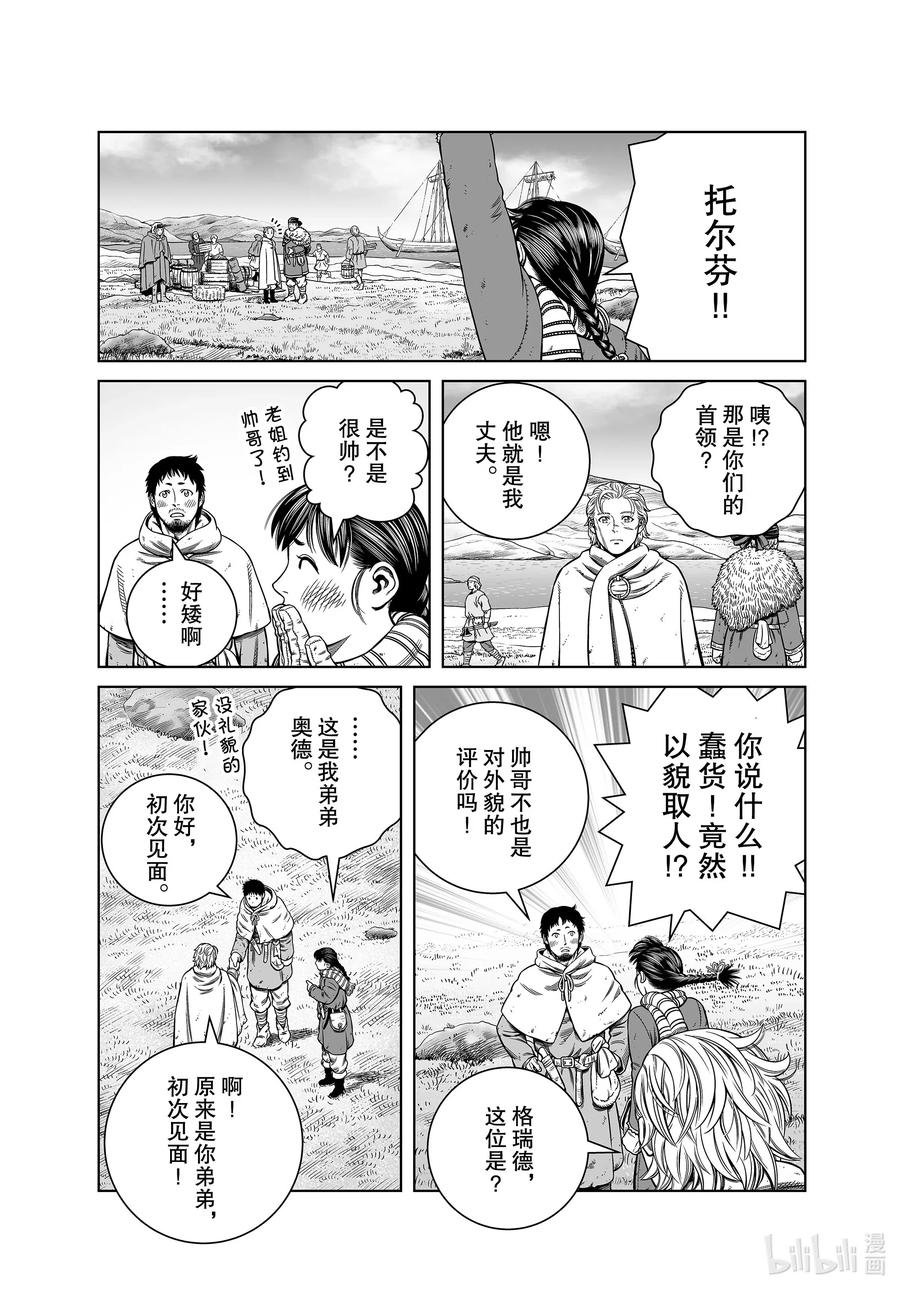 托尔芬!!
咦!?
那是你们的
首领?
嗯!
他就是我
丈夫。
是不是
很帅?
老姐钓到
帅哥了!
好矮啊
……
你说什么!!
蠢货!竟然
以貌取人!?
帅哥不也是
对外貌的
评价吗!
格瑞德,
这位是?
……
这是我弟弟
奥德。
没礼貌的
家伙!
你好,
初次见面。
啊!
原来是你弟弟,
初次见面!
bilibili 漫画